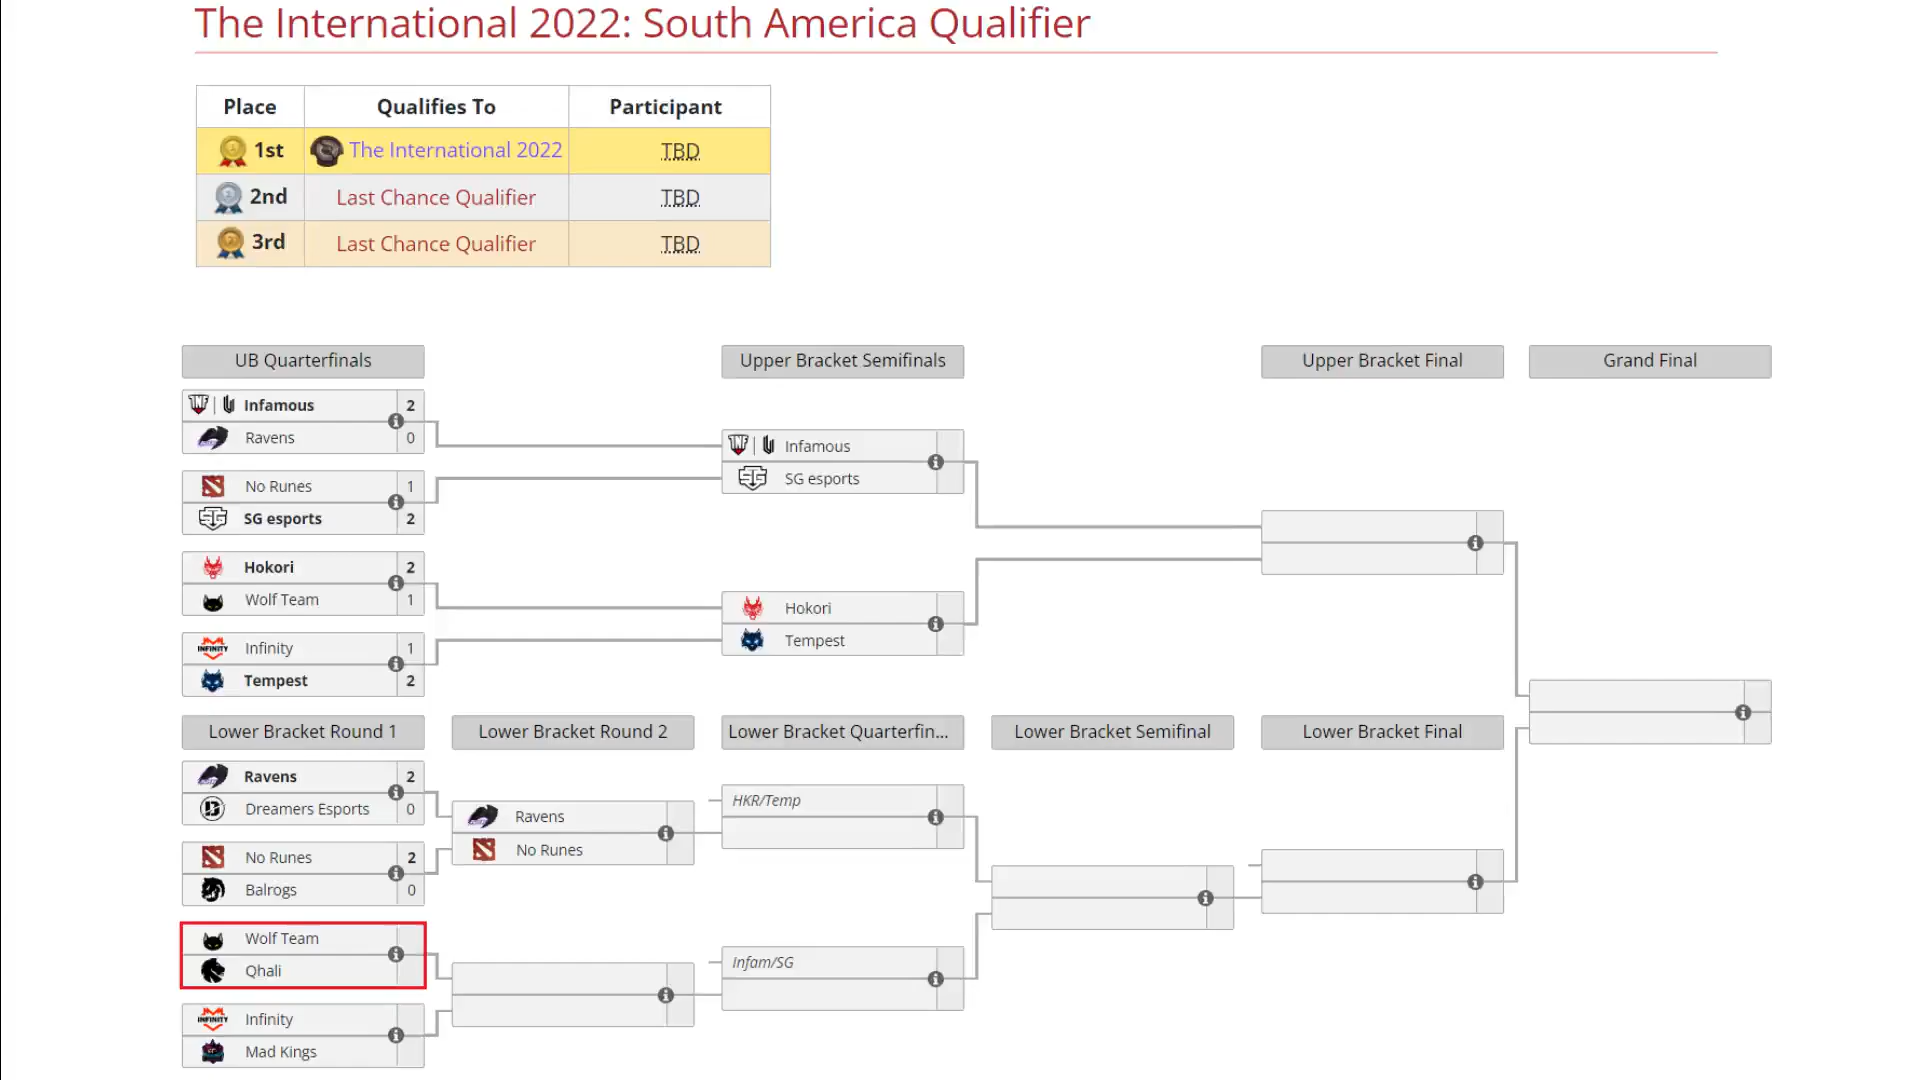 The International 2022: South America Qualifier
Place Qualifies To Participant
1st The International 2022 TBD
2nd Last Chance Qualifier TBD
3rd Last Chance Qualifier TBD
UB Quarterfinals
Upper Bracket Semifinals
Upper Bracket Final
Grand Final
Infamous 2
Ravens 0
No Runes 1
SG esports 2
Hokori 2
Wolf Team 1
INFINITY Infinity 1
Tempest 2
Infamous
SG esports
Hokori
Tempest
Lower Bracket Round 1
Lower Bracket Round 2
Lower Bracket Quarterfin...
Lower Bracket Semifinal
Lower Bracket Final
Ravens 2
Dreamers Esports 0
No Runes 2
Balrogs 0
Wolf Team
Qhali
INFINITY Infinity
Mad Kings
Ravens
No Runes
HKR/Temp
Infam/SG